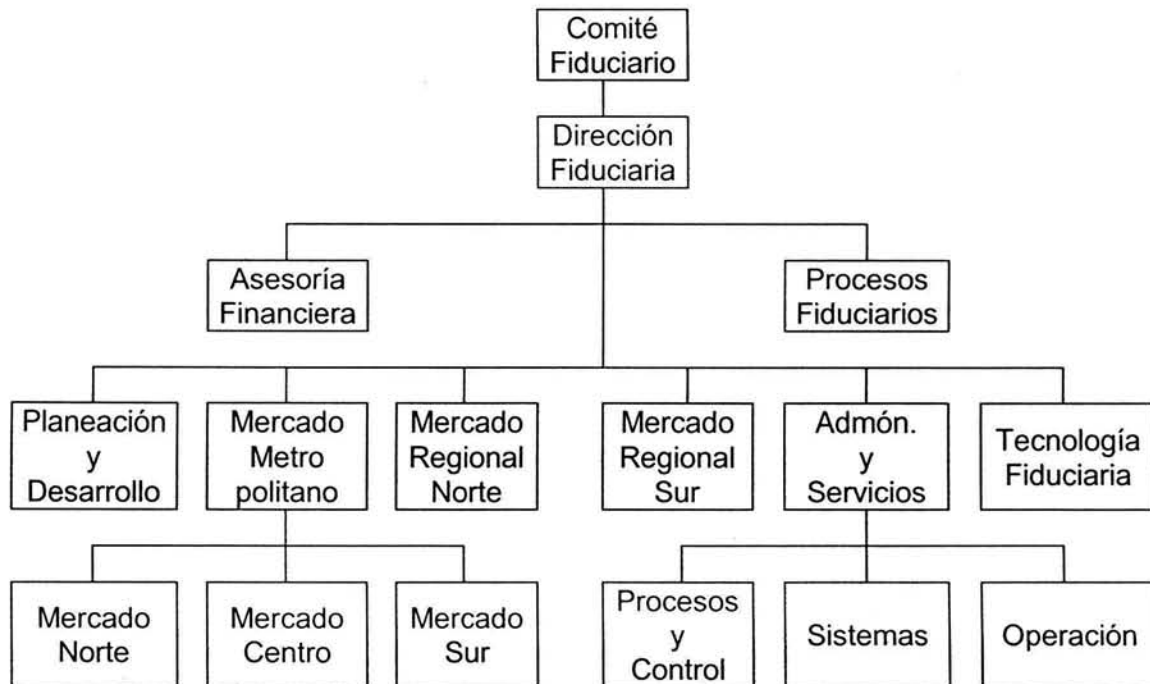 Comité
Fiduciario
Dirección
Fiduciaria
Asesoría
Financiera
Procesos
Fiduciarios
Planeación
y
Desarrollo
Mercado
Metro
politano
Mercado
Regional
Norte
Mercado
Regional
Sur
Admón.
y
Servicios
Tecnología
Fiduciaria
Mercado
Norte
Mercado
Centro
Mercado
Sur
Procesos
y
Control
Sistemas
Operación